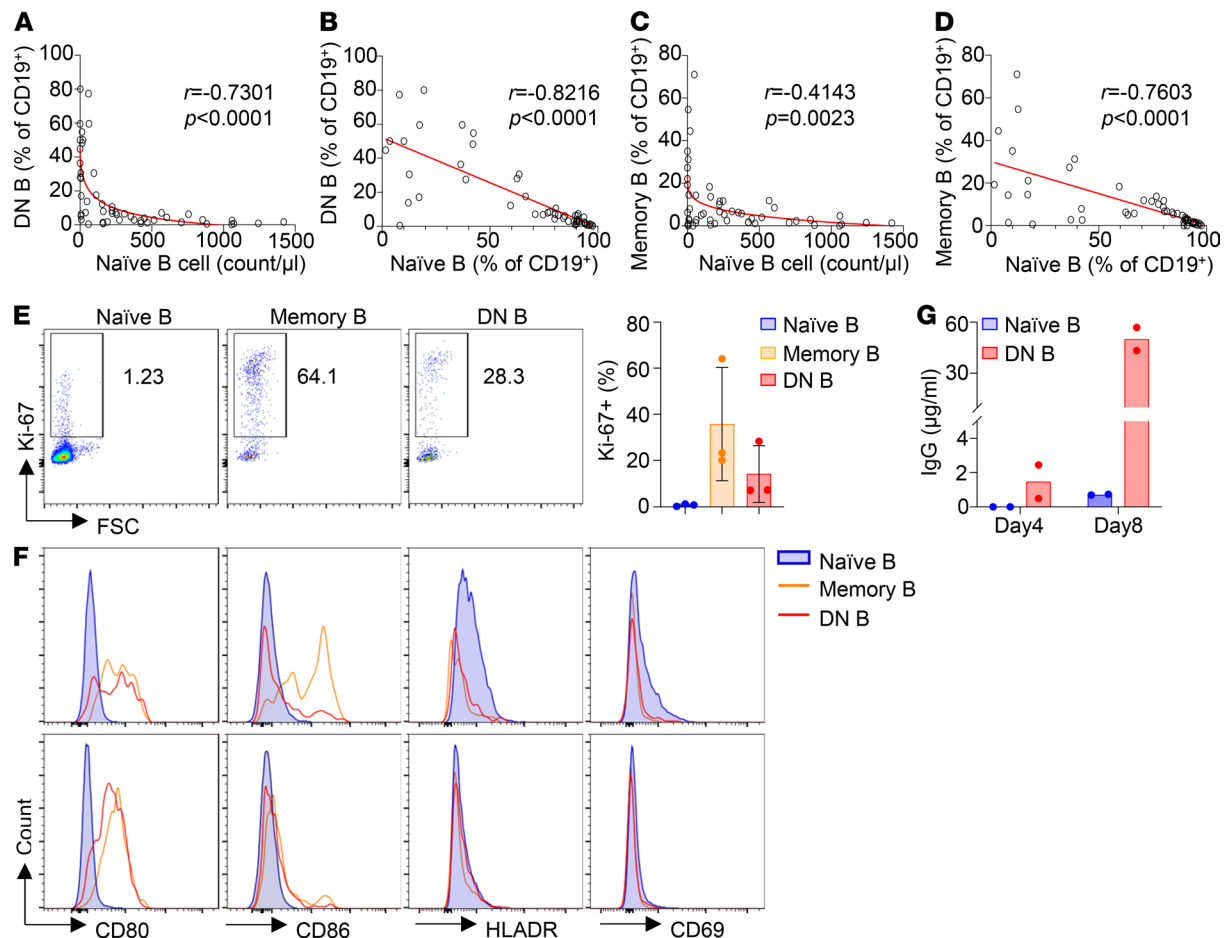 A
DN B (% of CD19⁺)
100
80
60
40
20
0
r=-0.7301
p<0.0001
0
500
1000
1500
Naïve B cell (count/µl)
B
DN B (% of CD19⁺)
100
80
60
40
20
0
r=-0.8216
p<0.0001
0
50
100
Naïve B (% of CD19⁺)
C
Memory B (% of CD19⁺)
80
60
40
20
0
r=-0.4143
p=0.0023
0
500
1000
1500
Naïve B cell (count/µl)
D
Memory B (% of CD19⁺)
80
60
40
20
0
r=-0.7603
p<0.0001
0
50
100
Naïve B (% of CD19⁺)
E
Naïve B
Memory B
DN B
1.23
64.1
28.3
Ki-67
FSC
Ki-67+ (%)
80
60
40
20
0
Naïve B
Memory B
DN B
G
IgG (µg/ml)
60
30
4
2
0
Naïve B
DN B
Day4
Day8
F
Naïve B
Memory B
DN B
Count
CD80
CD86
HLADR
CD69